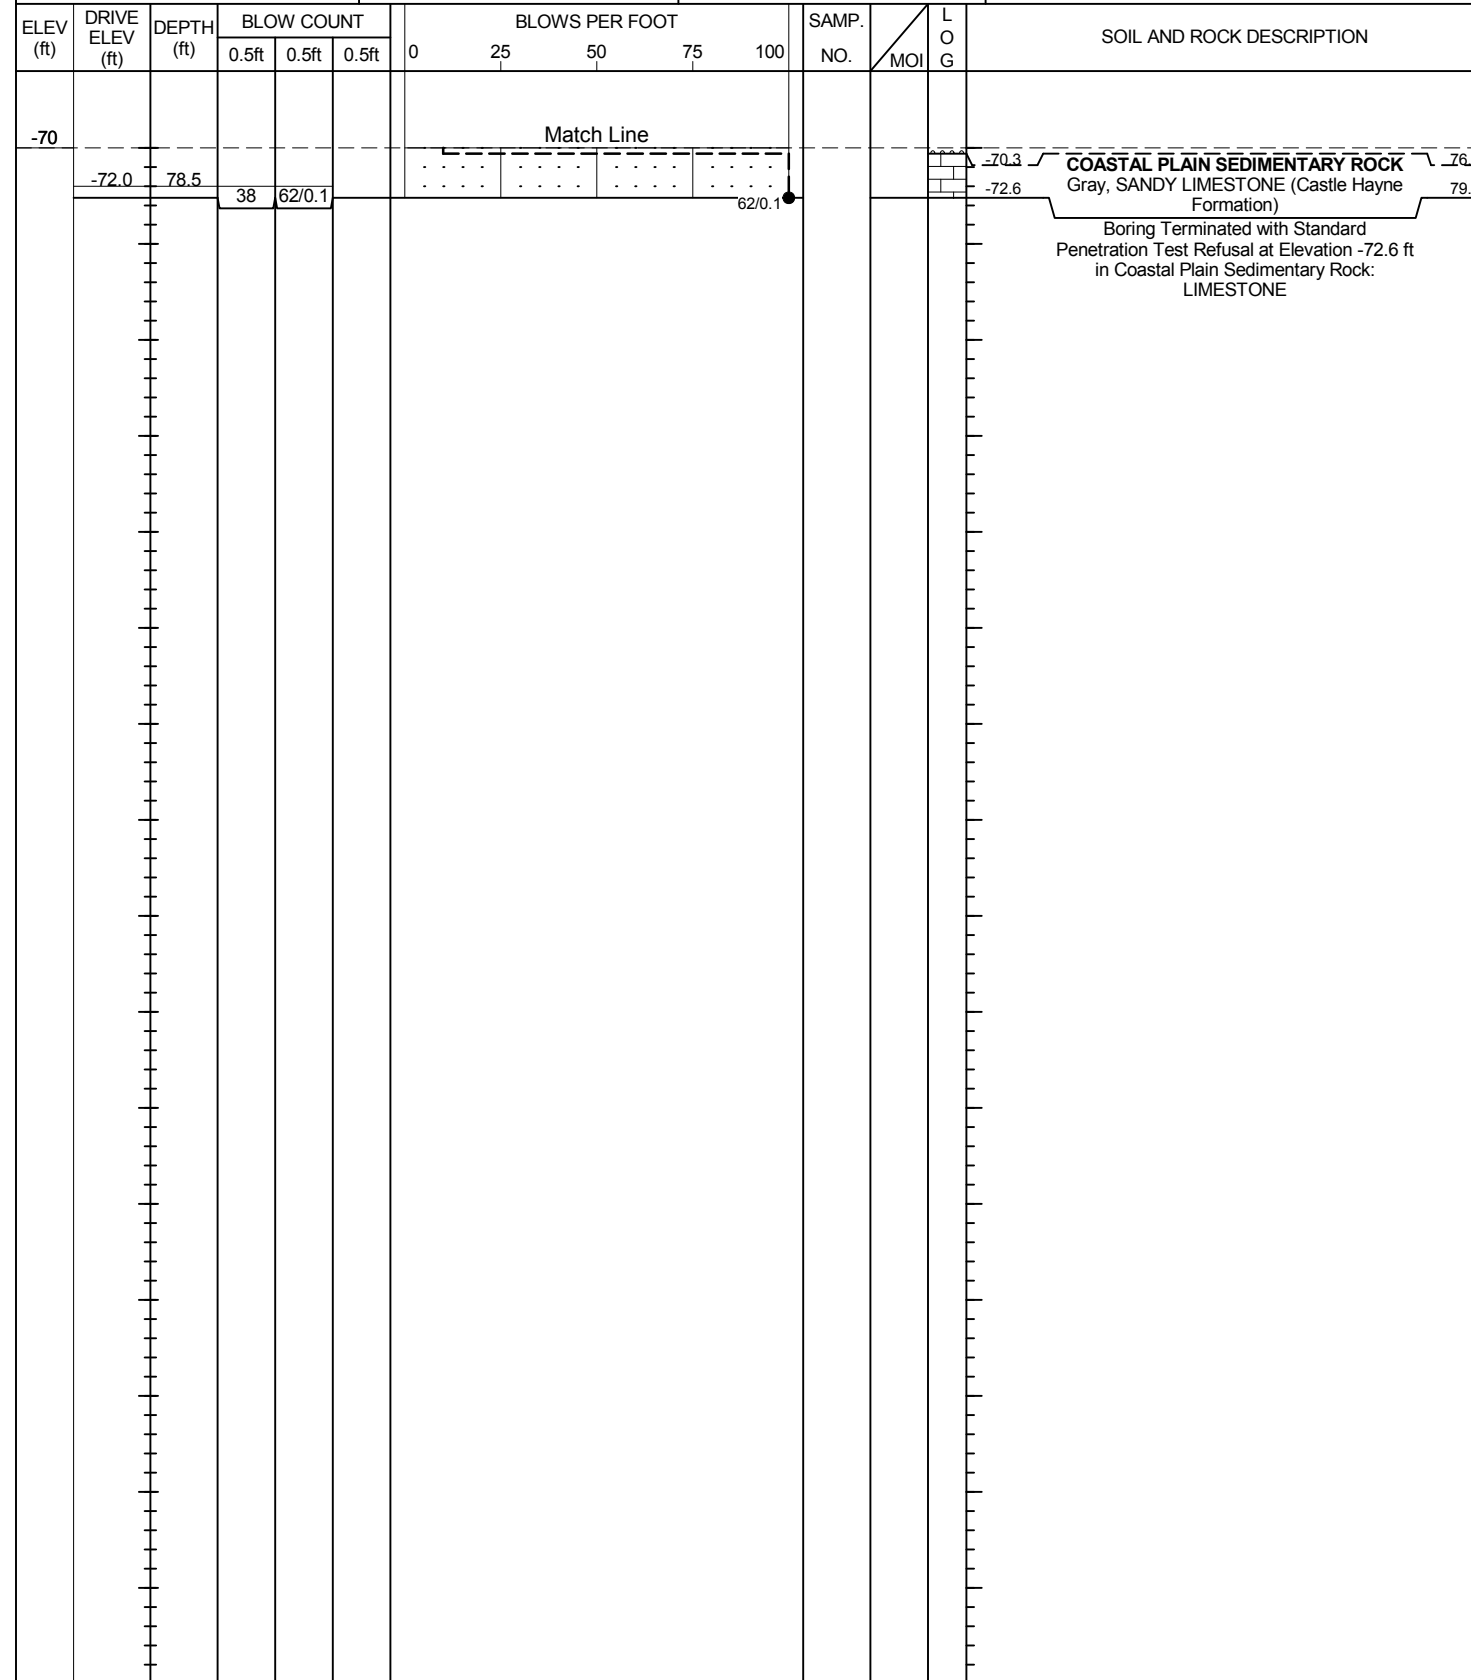 ELEV
(ft)
DRIVE
ELEV
(ft)
DEPTH
(ft)
BLOW COUNT
0.5ft 0.5ft 0.5ft
BLOWS PER FOOT
0 25 50 75 100
SAMP.
NO.
MOI
L
O
G
SOIL AND ROCK DESCRIPTION
-70
Match Line
-70.3 COASTAL PLAIN SEDIMENTARY ROCK 76.
-72.0 78.5
38 62/0.1
62/0.1
-72.6 Gray, SANDY LIMESTONE (Castle Hayne 79.
Formation)
Boring Terminated with Standard
Penetration Test Refusal at Elevation -72.6 ft
in Coastal Plain Sedimentary Rock:
LIMESTONE